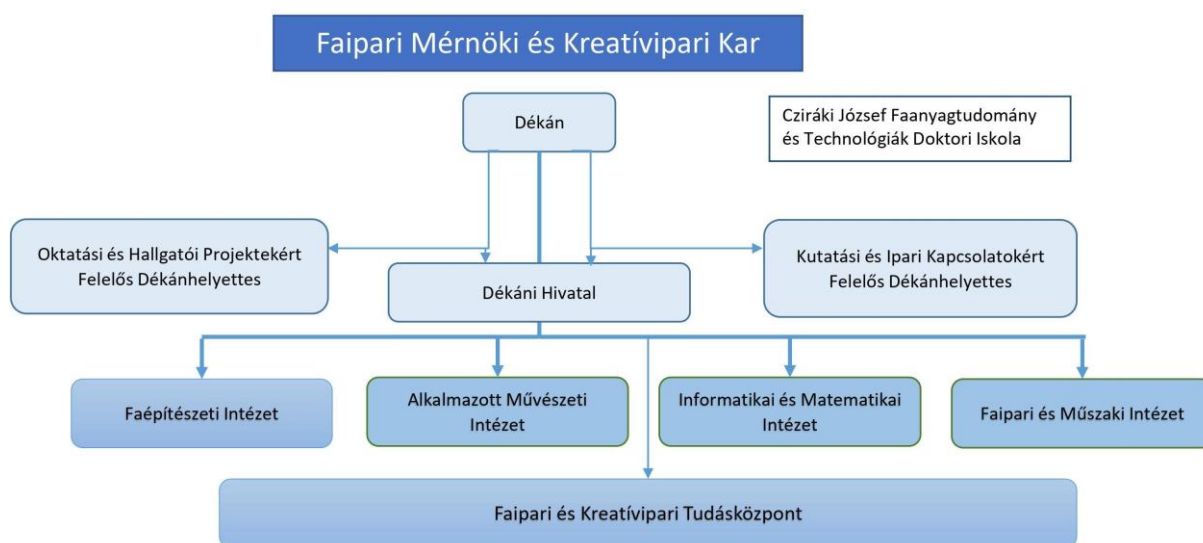 Faipari Mérnöki és Kreatívipari Kar
Dékán
Cziráki József Faanyagtudomány
és Technológiák Doktori Iskola
Oktatási és Hallgatói Projektekért
Felelős Dékánhelyettes
Kutatási és Ipari Kapcsolatokért
Felelős Dékánhelyettes
Dékáni Hivatal
Faépítészeti Intézet
Alkalmazott Művészeti
Intézet
Informatikai és Matematikai
Intézet
Faipari és Műszaki Intézet
Faipari és Kreatívipari Tudásközpont